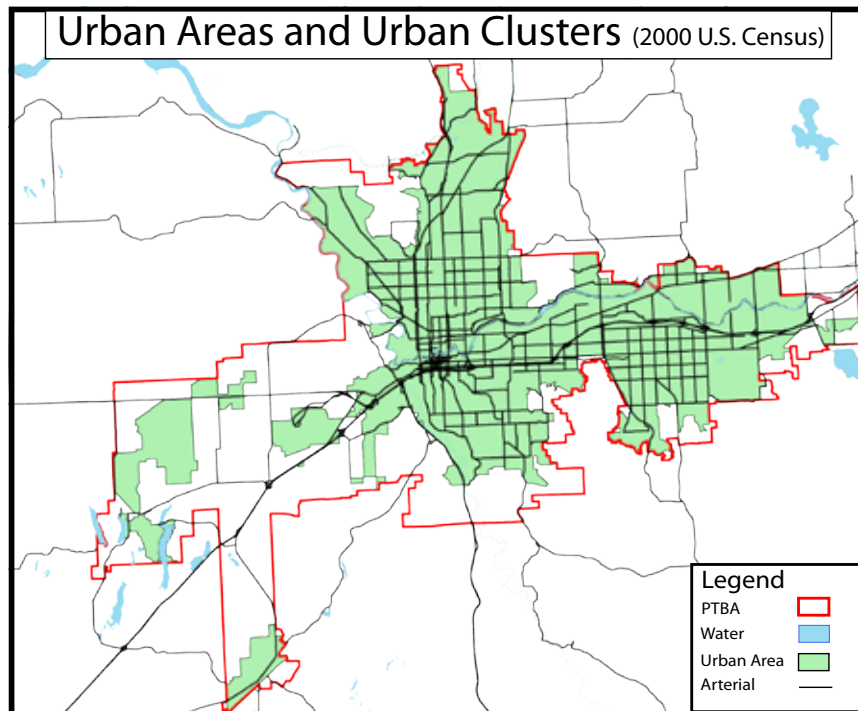 Urban Areas and Urban Clusters (2000 U.S. Census)
Legend
PTBA
Water
Urban Area
Arterial